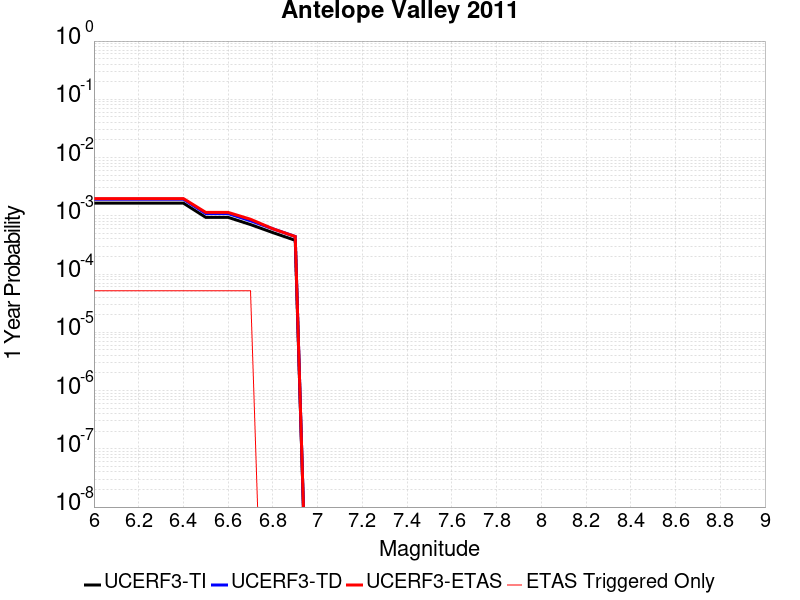 Antelope Valley 2011
10^0
10^-1
10^-2
10^-3
10^-4
10^-5
10^-6
10^-7
10^-8
1 Year Probability
6 6.2 6.4 6.6 6.8 7 7.2 7.4 7.6 7.8 8 8.2 8.4 8.6 8.8 9
Magnitude
UCERF3-TI UCERF3-TD UCERF3-ETAS ETAS Triggered Only